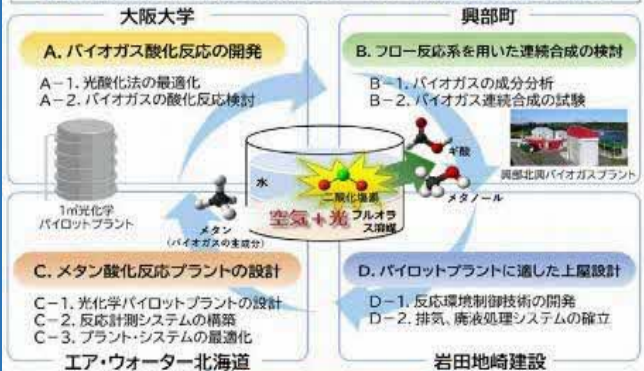 大阪大学
A. バイオガス酸化反応の開発
A－1. 光酸化法の最適化
A－2. バイオガスの酸化反応検討
1㎥光化学
パイロットプラント
興部町
B. フロー反応系を用いた連続合成の検討
B－1. バイオガスの成分分析
B－2. バイオガス連続合成の試験
興部北興バイオガスプラント
水
二酸化塩素
空気＋光
フルオラ
ス溶媒
ギ酸
メタノール
メタン
(バイオガスの主成分)
C. メタン酸化反応プラントの設計
C－1. 光化学パイロットプラントの設計
C－2. 反応計測システムの構築
C－3. プラント・システムの最適化
エア・ウォーター北海道
D. パイロットプラントに適した上屋設計
D－1. 反応環境制御技術の開発
D－2. 排気、廃液処理システムの確立
岩田地崎建設